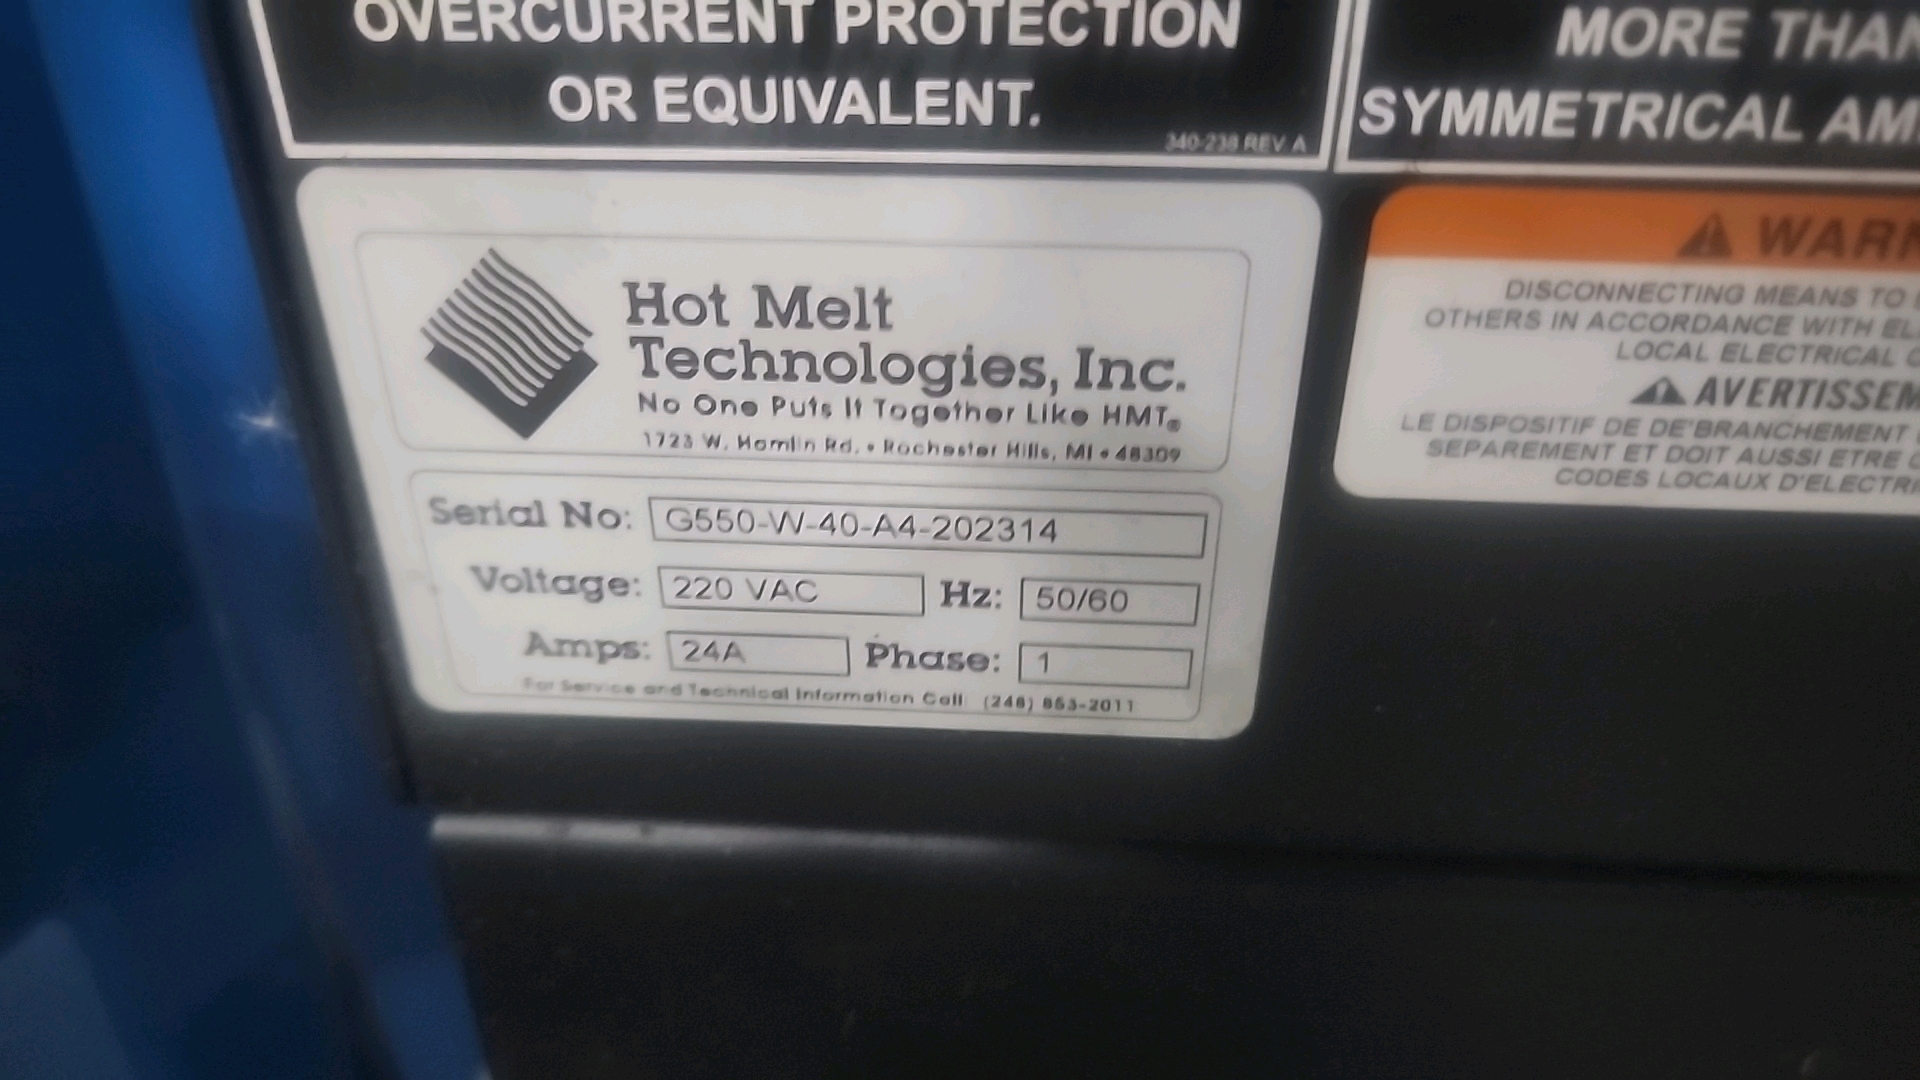 OVERCURRENT PROTECTION
OR EQUIVALENT.
340-238 REV A
MORE THAN
SYMMETRICAL AM
Hot Melt
Technologies, Inc.
No One Puts It Together Like HMT®
1723 W. Hamlin Rd. • Rochester Hills, MI • 48309
Serial No: G550-W-40-A4-202314
Voltage: 220 VAC Hz: 50/60
Amps: 24A Phase: 1
For Service and Technical Information Call: (248) 853-2011
WARN
DISCONNECTING MEANS TO
OTHERS IN ACCORDANCE WITH EL
LOCAL ELECTRICAL C
AVERTISSEM
LE DISPOSITIF DE DE'BRANCHEMENT
SEPAREMENT ET DOIT AUSSI ETRE
CODES LOCAUX D'ELECTRI